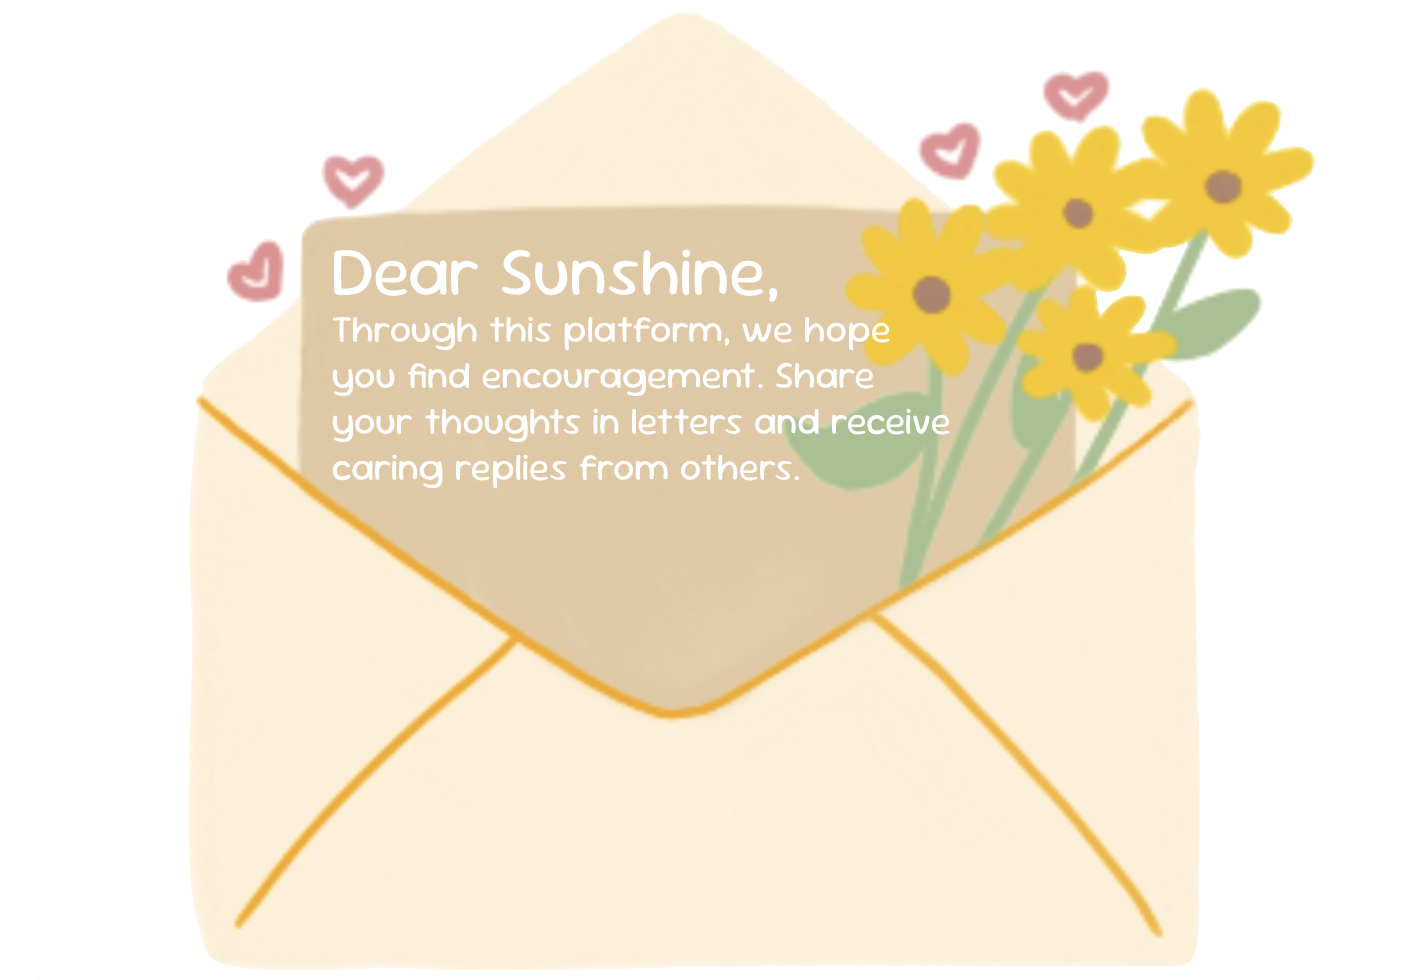 Dear Sunshine,
Through this platform, we hope
you find encouragement. Share
your thoughts in letters and receive
caring replies from others.